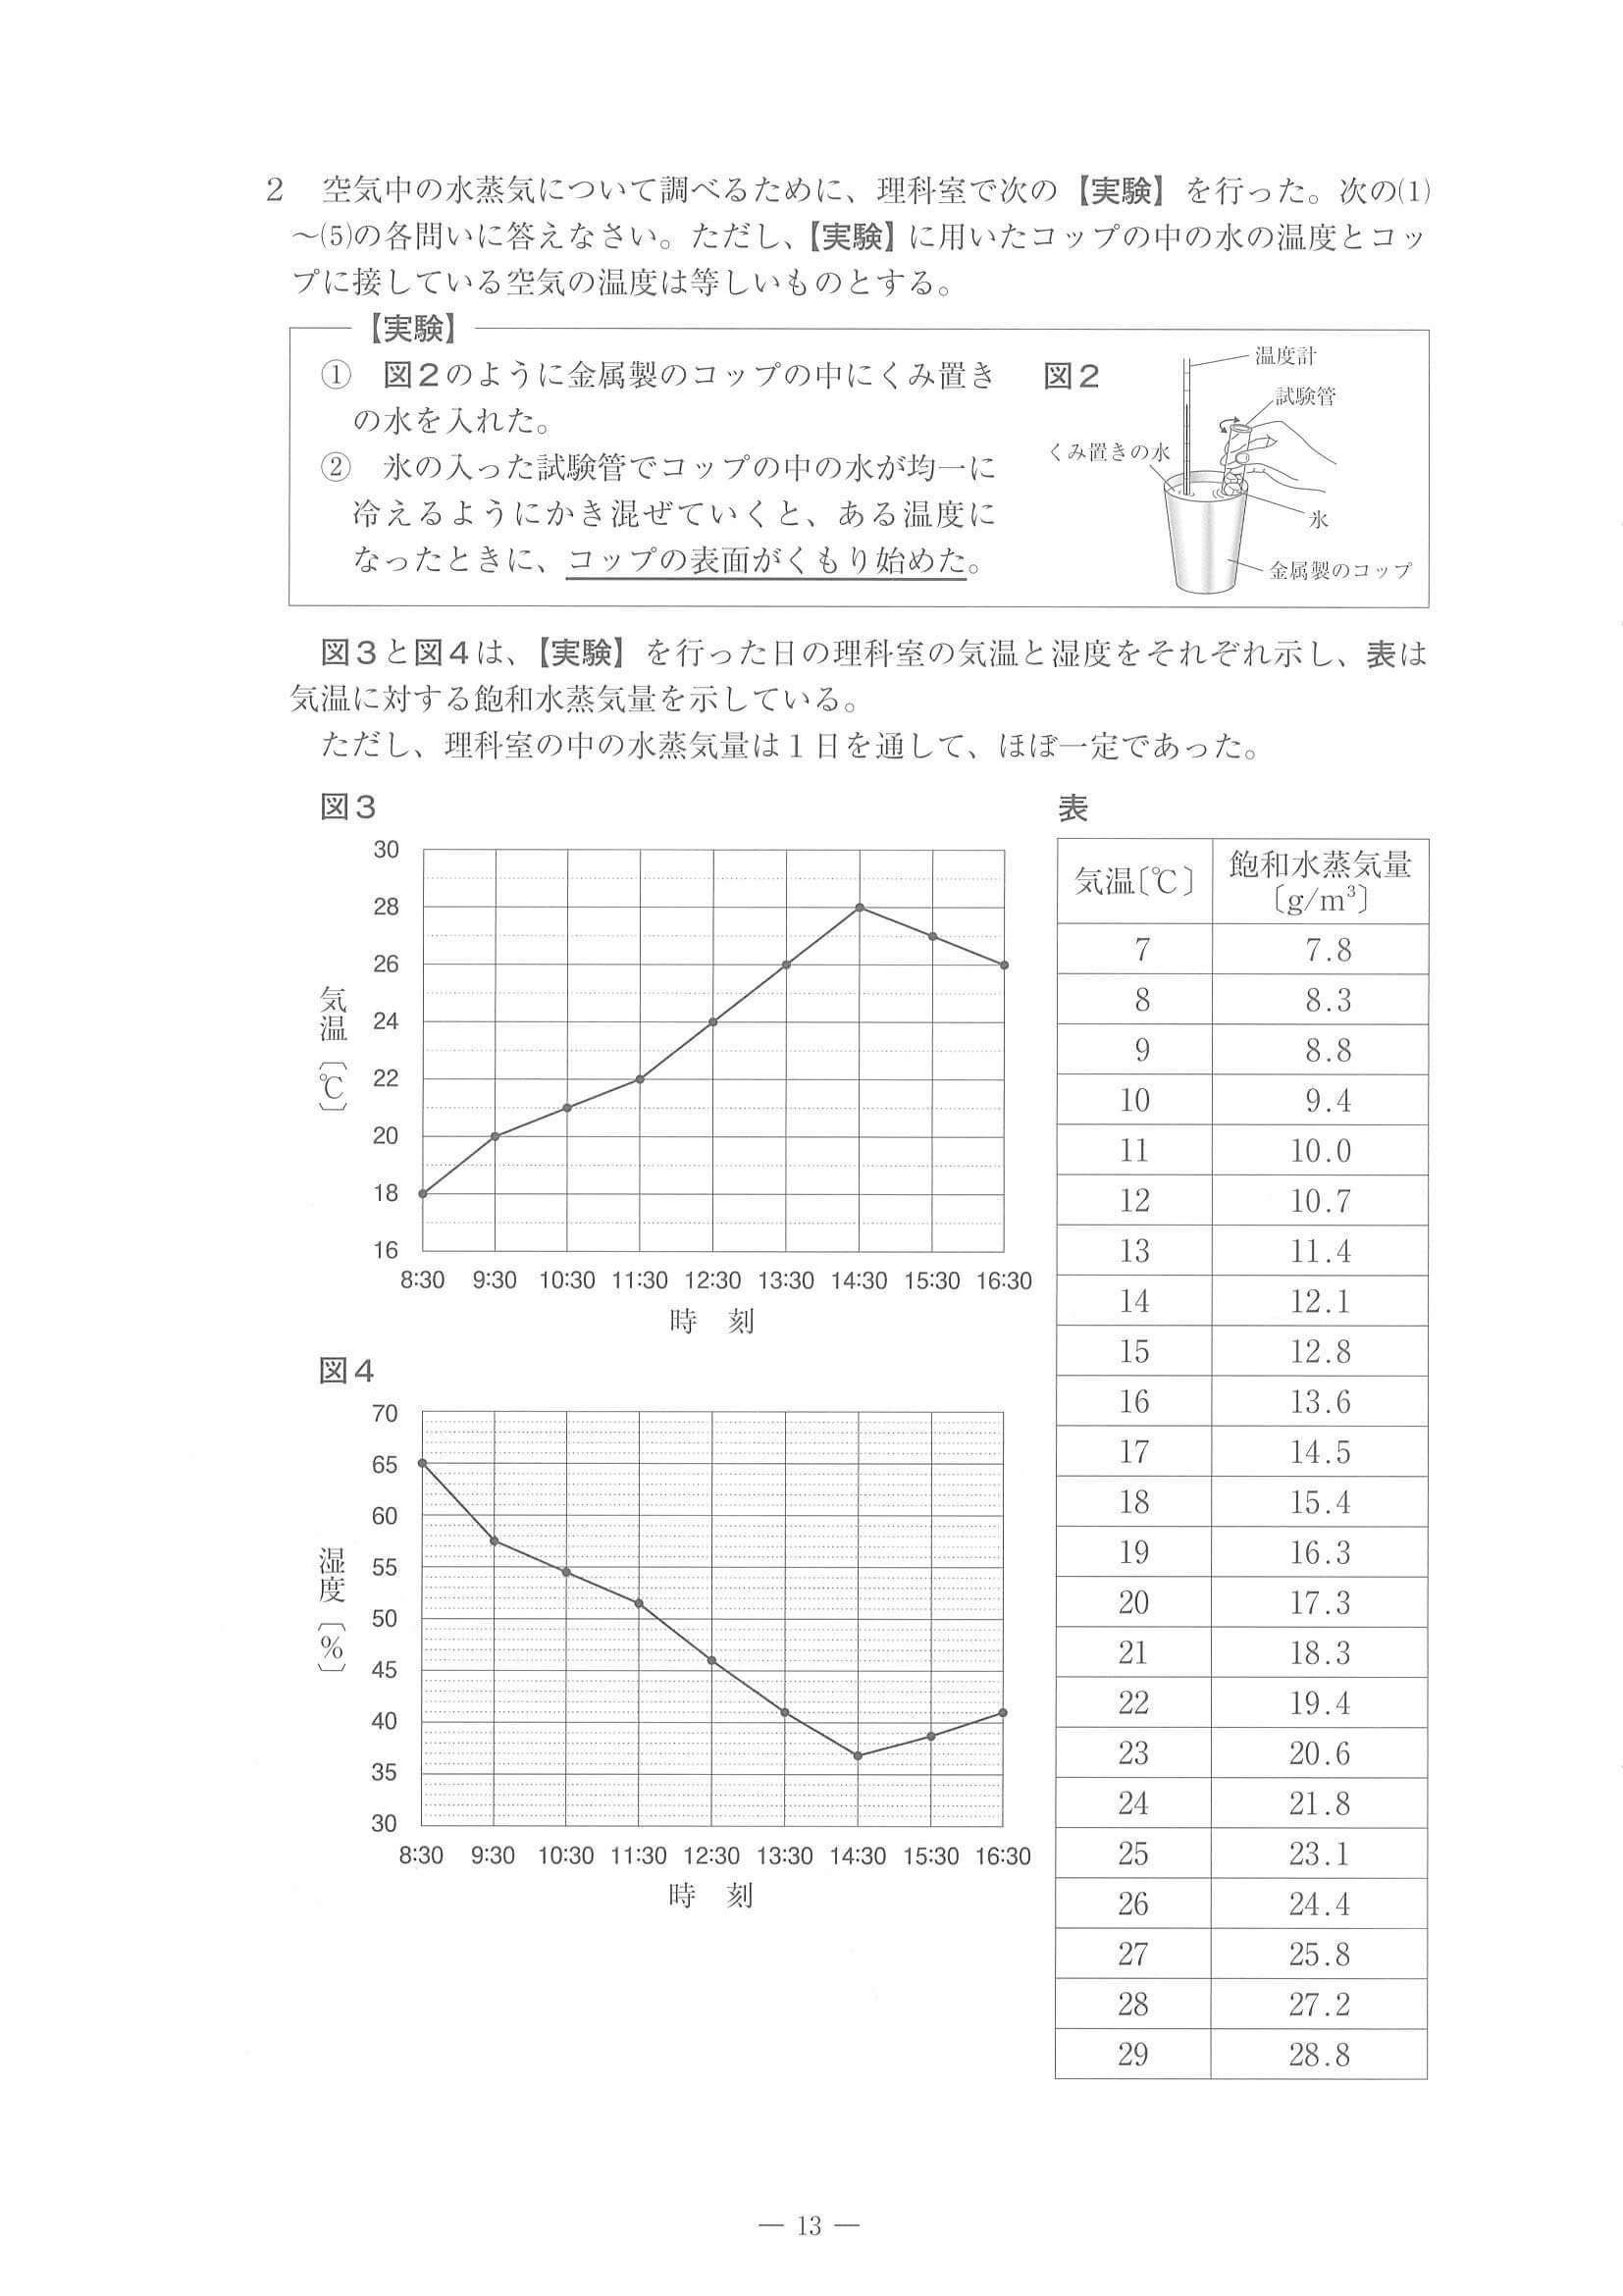 2 空気中の水蒸気について調べるために、理科室で次の【実験】を行った。次の(1)
～(5)の各問いに答えなさい。ただし、【実験】に用いたコップの中の水の温度とコッ
プに接している空気の温度は等しいものとする。
【実験】
① 図2のように金属製のコップの中にくみ置き
の水を入れた。
② 氷の入った試験管でコップの中の水が均一に
冷えるようにかき混ぜていくと、ある温度に
なったときに、コップの表面がくもり始めた。
図2
温度計
試験管
くみ置きの水
氷
金属製のコップ
図3と図4は、【実験】を行った日の理科室の気温と湿度をそれぞれ示し、表は
気温に対する飽和水蒸気量を示している。
ただし、理科室の中の水蒸気量は1日を通して、ほぼ一定であった。
図3
30
28
26
24
22
20
18
16
気温〔℃〕
8:30 9:30 10:30 11:30 12:30 13:30 14:30 15:30 16:30
時 刻
図4
70
65
60
55
50
45
40
35
30
湿度〔%〕
8:30 9:30 10:30 11:30 12:30 13:30 14:30 15:30 16:30
時 刻
表
気温〔℃〕 飽和水蒸気量〔g/m³〕
7 7.8
8 8.3
9 8.8
10 9.4
11 10.0
12 10.7
13 11.4
14 12.1
15 12.8
16 13.6
17 14.5
18 15.4
19 16.3
20 17.3
21 18.3
22 19.4
23 20.6
24 21.8
25 23.1
26 24.4
27 25.8
28 27.2
29 28.8
― 13 ―